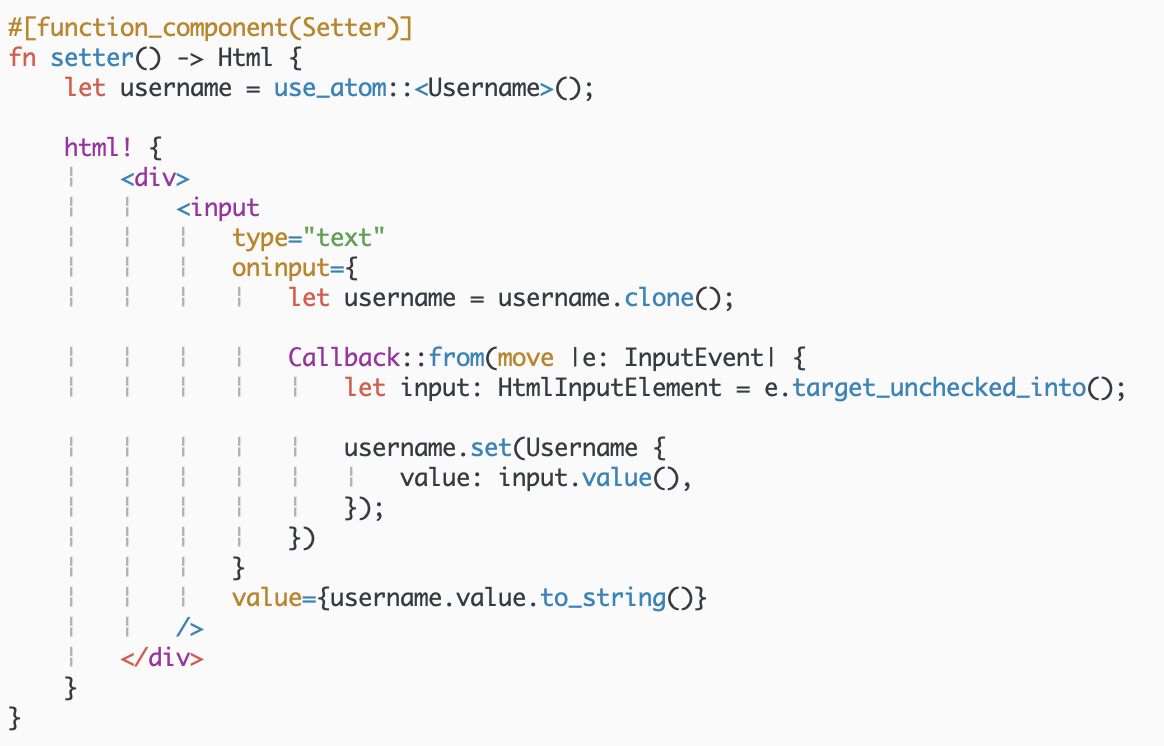 #[function_component(Setter)]
fn setter() -> Html {
    let username = use_atom::<Username>();

    html! {
        <div>
            <input
                type="text"
                oninput={
                    let username = username.clone();

                    Callback::from(move |e: InputEvent| {
                        let input: HtmlInputElement = e.target_unchecked_into();

                        username.set(Username {
                            value: input.value(),
                        });
                    })
                }
                value={username.value.to_string()}
            />
        </div>
    }
}